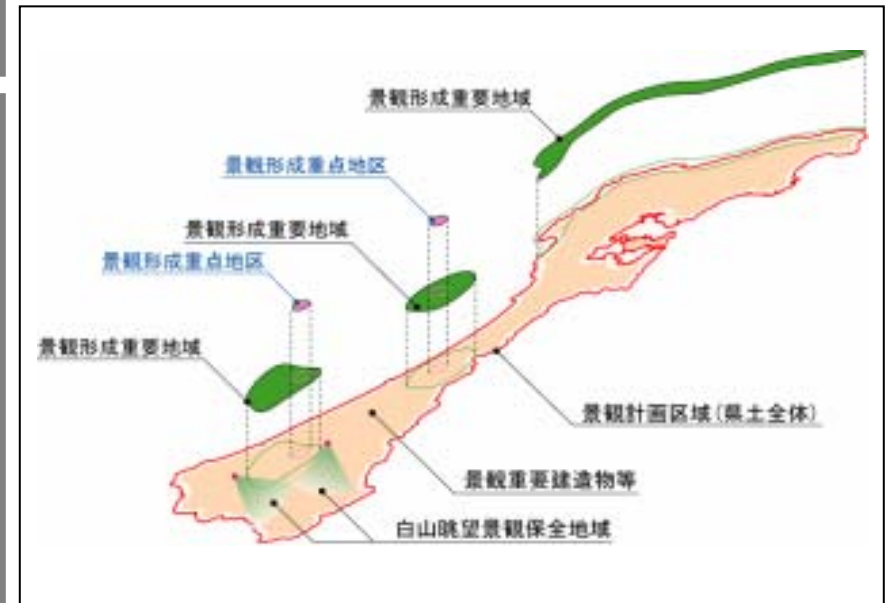 景観形成重要地域
景観形成重点地区
景観形成重要地域
景観形成重点地区
景観形成重要地域
景観計画区域(県土全体)
景観重要建造物等
白山眺望景観保全地域